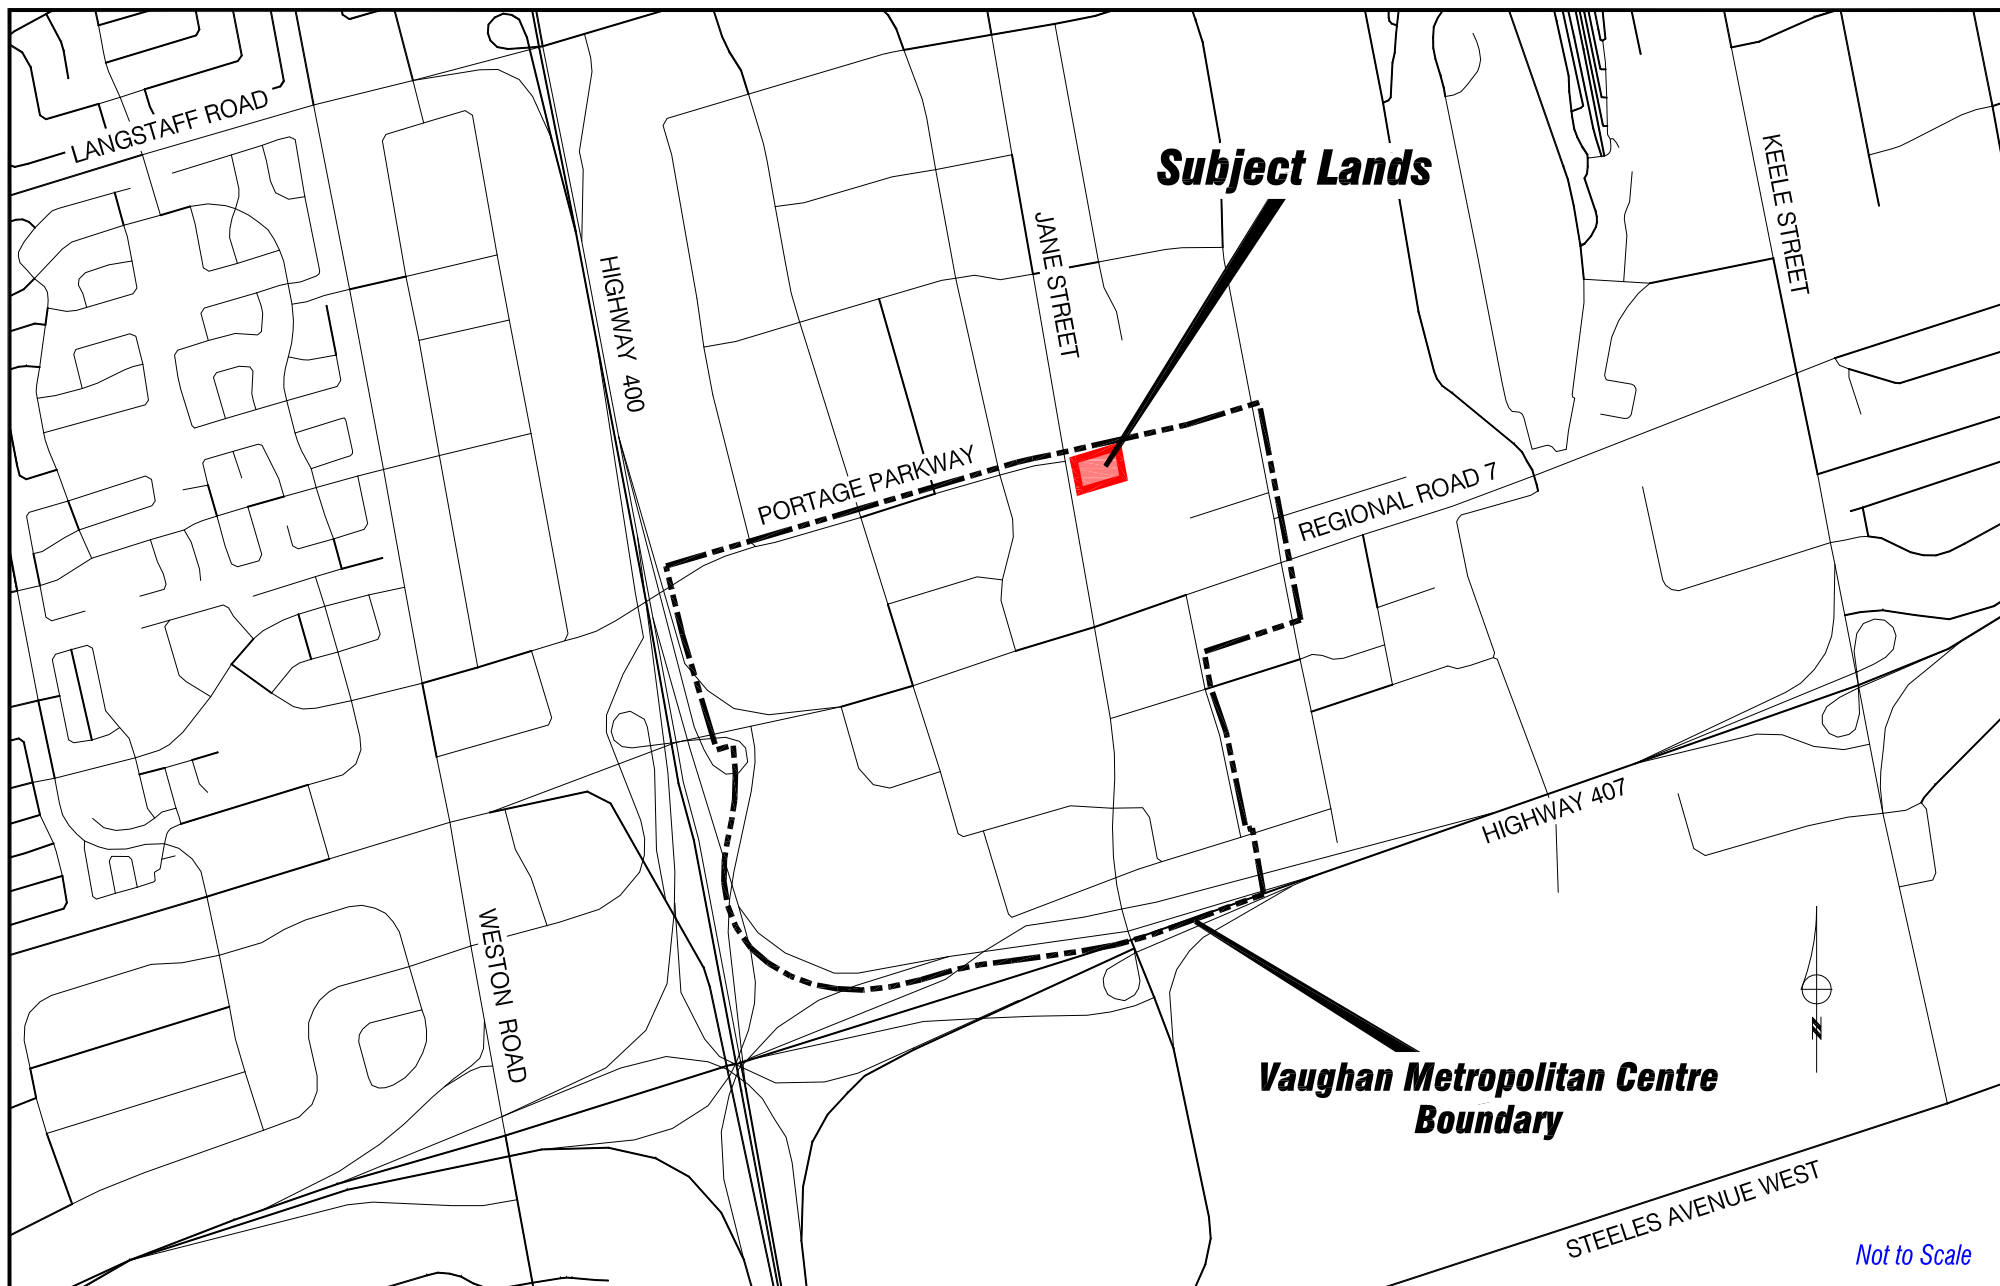 LANGSTAFF ROAD
Subject Lands
KEELE STREET
JANE STREET
HIGHWAY 400
PORTAGE PARKWAY
REGIONAL ROAD 7
HIGHWAY 407
WESTON ROAD
N
Vaughan Metropolitan Centre
Boundary
STEELES AVENUE WEST
Not to Scale